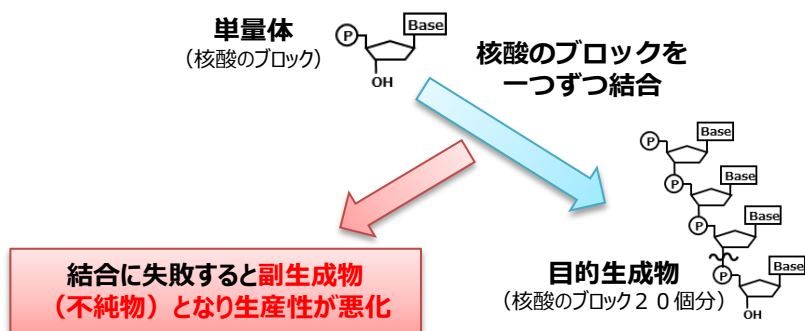 単量体
（核酸のブロック）
P
Base
OH
核酸のブロックを
一つずつ結合
P
Base
P
Base
P
Base
P
Base
OH
結合に失敗すると副生成物
（不純物）となり生産性が悪化
目的生成物
（核酸のブロック２０個分）